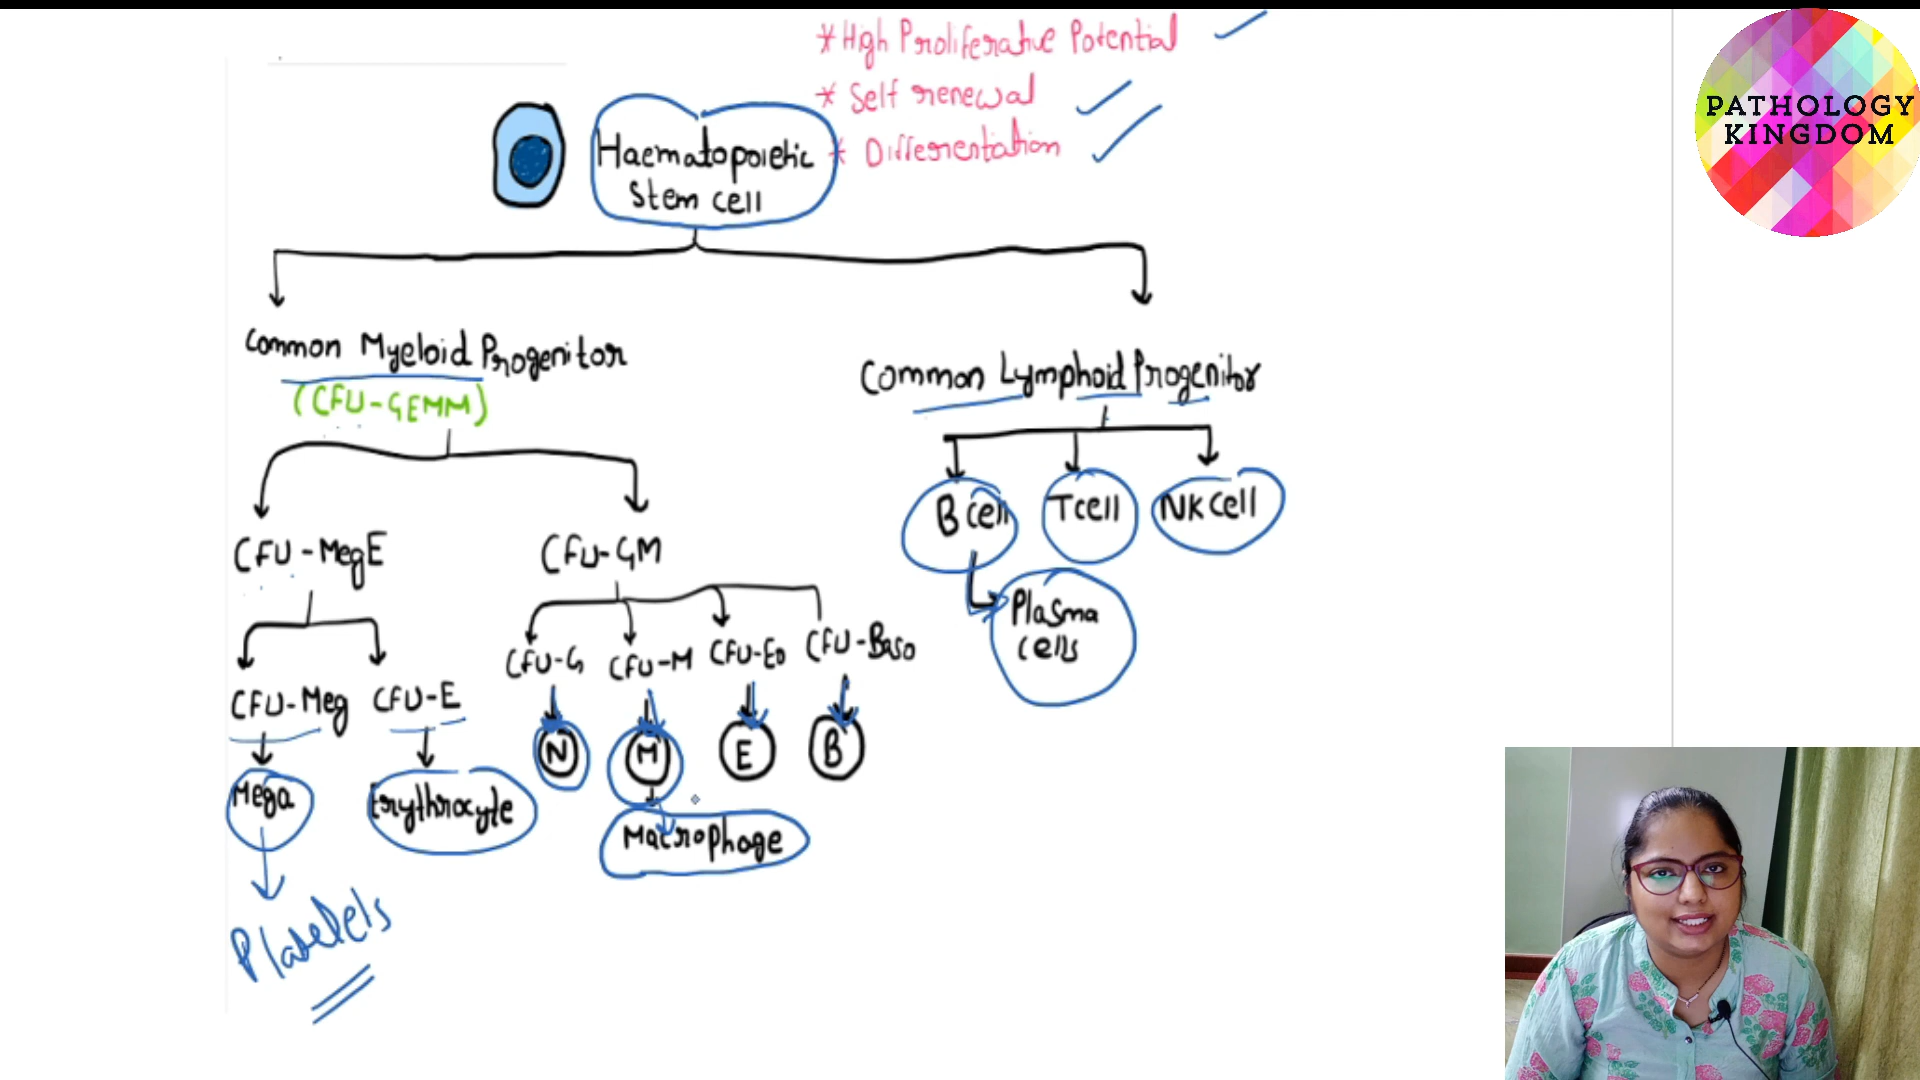 *High Proliferative Potential
* Self renewal
* Differentiation
PATHOLOGY
KINGDOM
Haematopoietic
Stem cell
Common Myeloid Progenitor
(CFU-GEMM)
Common Lymphoid Progenitor
B cell
T cell
NK cell
Plasma
cells
CFU-MegE
CFU-GM
CFU-G
CFU-M
CFU-Eo
CFU-Baso
CFU-Meg
CFU-E
N
M
E
B
Mega
Erythrocyte
Macrophage
Platelets